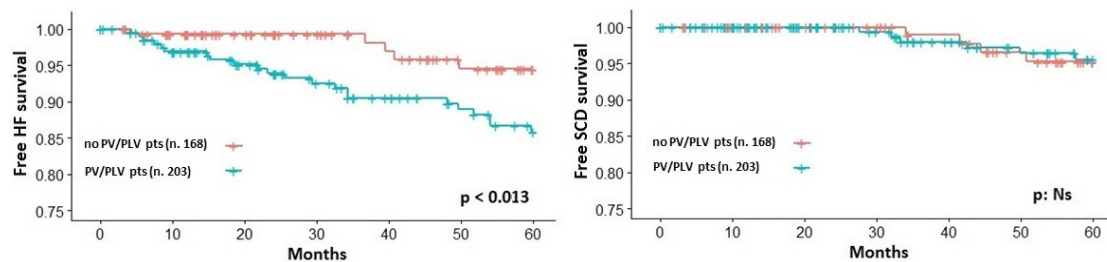 Free HF survival
1.00
0.95
0.90
0.85
0.80
0.75
no PV/PLV pts (n. 168)
PV/PLV pts (n. 203)
p < 0.013
0 10 20 30 40 50 60
Months
Free SCD survival
1.00
0.95
0.90
0.85
0.80
0.75
no PV/PLV pts (n. 168)
PV/PLV pts (n. 203)
p: Ns
0 10 20 30 40 50 60
Months